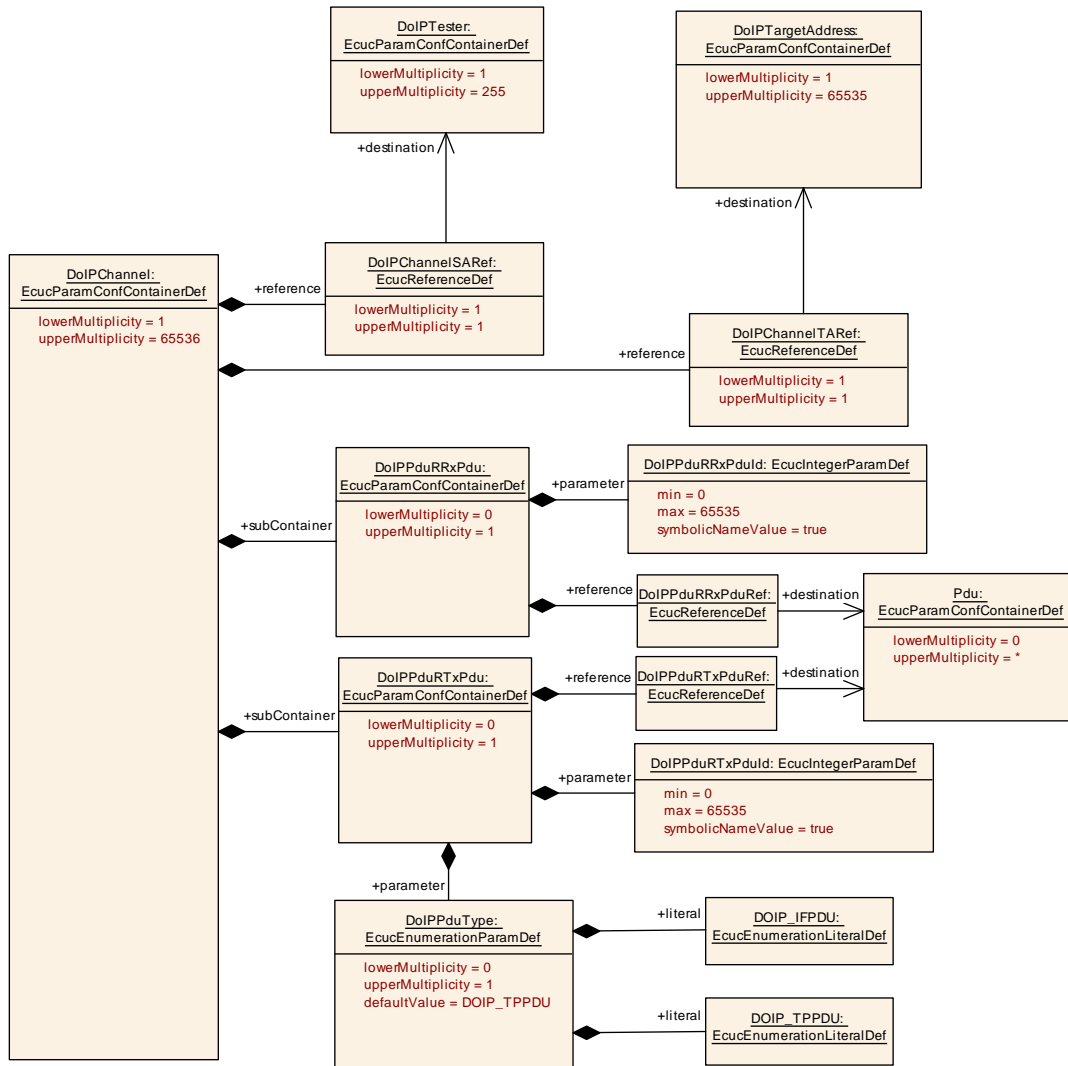 DoIPTester:
EcucParamConfContainerDef
lowerMultiplicity = 1
upperMultiplicity = 255
DoIPTargetAddress:
EcucParamConfContainerDef
lowerMultiplicity = 1
upperMultiplicity = 65535
+destination
+destination
DoIPChannel:
EcucParamConfContainerDef
lowerMultiplicity = 1
upperMultiplicity = 65536
+reference
DoIPChannelSARef:
EcucReferenceDef
lowerMultiplicity = 1
upperMultiplicity = 1
+reference
DoIPChannelTARef:
EcucReferenceDef
lowerMultiplicity = 1
upperMultiplicity = 1
+subContainer
DoIPPduRRxPdu:
EcucParamConfContainerDef
lowerMultiplicity = 0
upperMultiplicity = 1
+parameter
DoIPPduRRxPduId: EcucIntegerParamDef
min = 0
max = 65535
symbolicNameValue = true
+reference
DoIPPduRRxPduRef:
EcucReferenceDef
+destination
Pdu:
EcucParamConfContainerDef
lowerMultiplicity = 0
upperMultiplicity = *
+subContainer
DoIPPduRTxPdu:
EcucParamConfContainerDef
lowerMultiplicity = 0
upperMultiplicity = 1
+reference
DoIPPduRTxPduRef:
EcucReferenceDef
+destination
+parameter
DoIPPduRTxPduId: EcucIntegerParamDef
min = 0
max = 65535
symbolicNameValue = true
+parameter
DoIPPduType:
EcucEnumerationParamDef
lowerMultiplicity = 0
upperMultiplicity = 1
defaultValue = DOIP_TPPDU
+literal
DOIP_IFPDU:
EcucEnumerationLiteralDef
+literal
DOIP_TPPDU:
EcucEnumerationLiteralDef